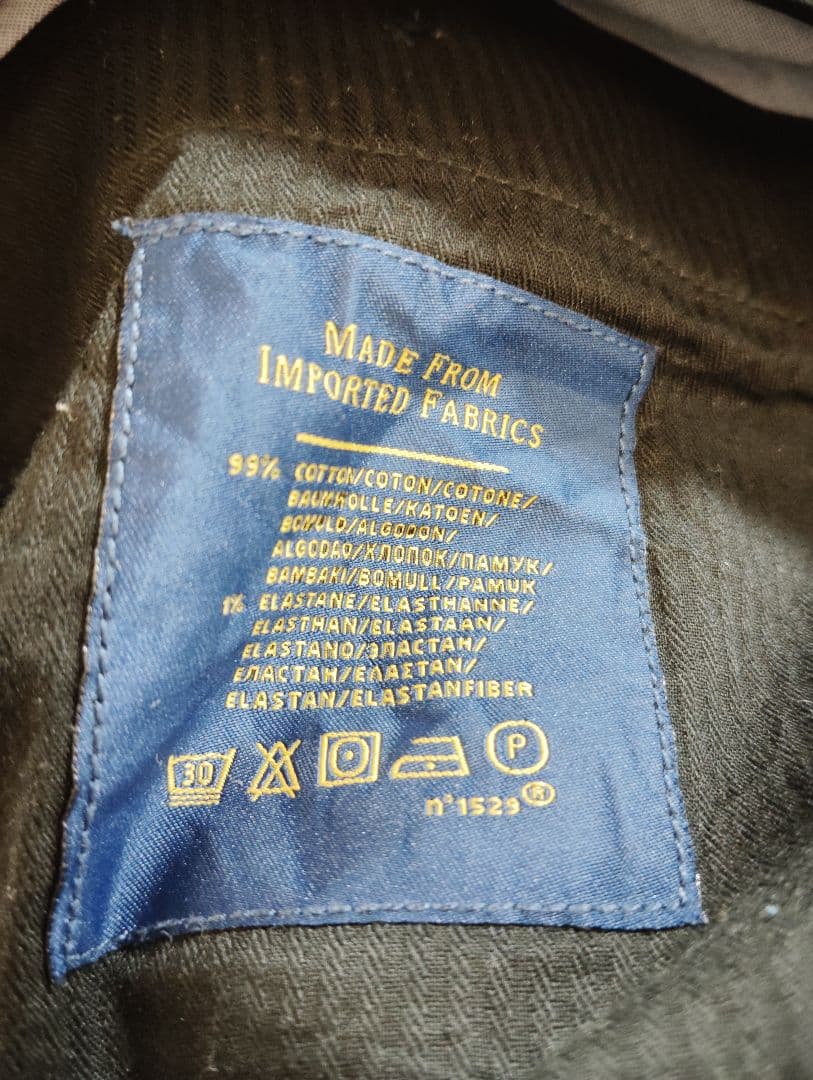 MADE FROM
IMPORTED FABRICS
99% COTTON/COTON/COTONE/
BAUMWOLLE/KATOEN/
BOMULD/ALGODON/
ALGODAO/ХЛОПОК/ПАМУК/
BAMBAKI/BOMULL/PAMUK
1% ELASTANE/ELASTHANNE/
ELASTHAN/ELASTAAN/
ELASTANO/ЭЛАСТАН/
ЕЛАСТАН/ΕΛΑΣΤΑΝ/
ELASTAN/ELASTANFIBER
30 P
n°1529®